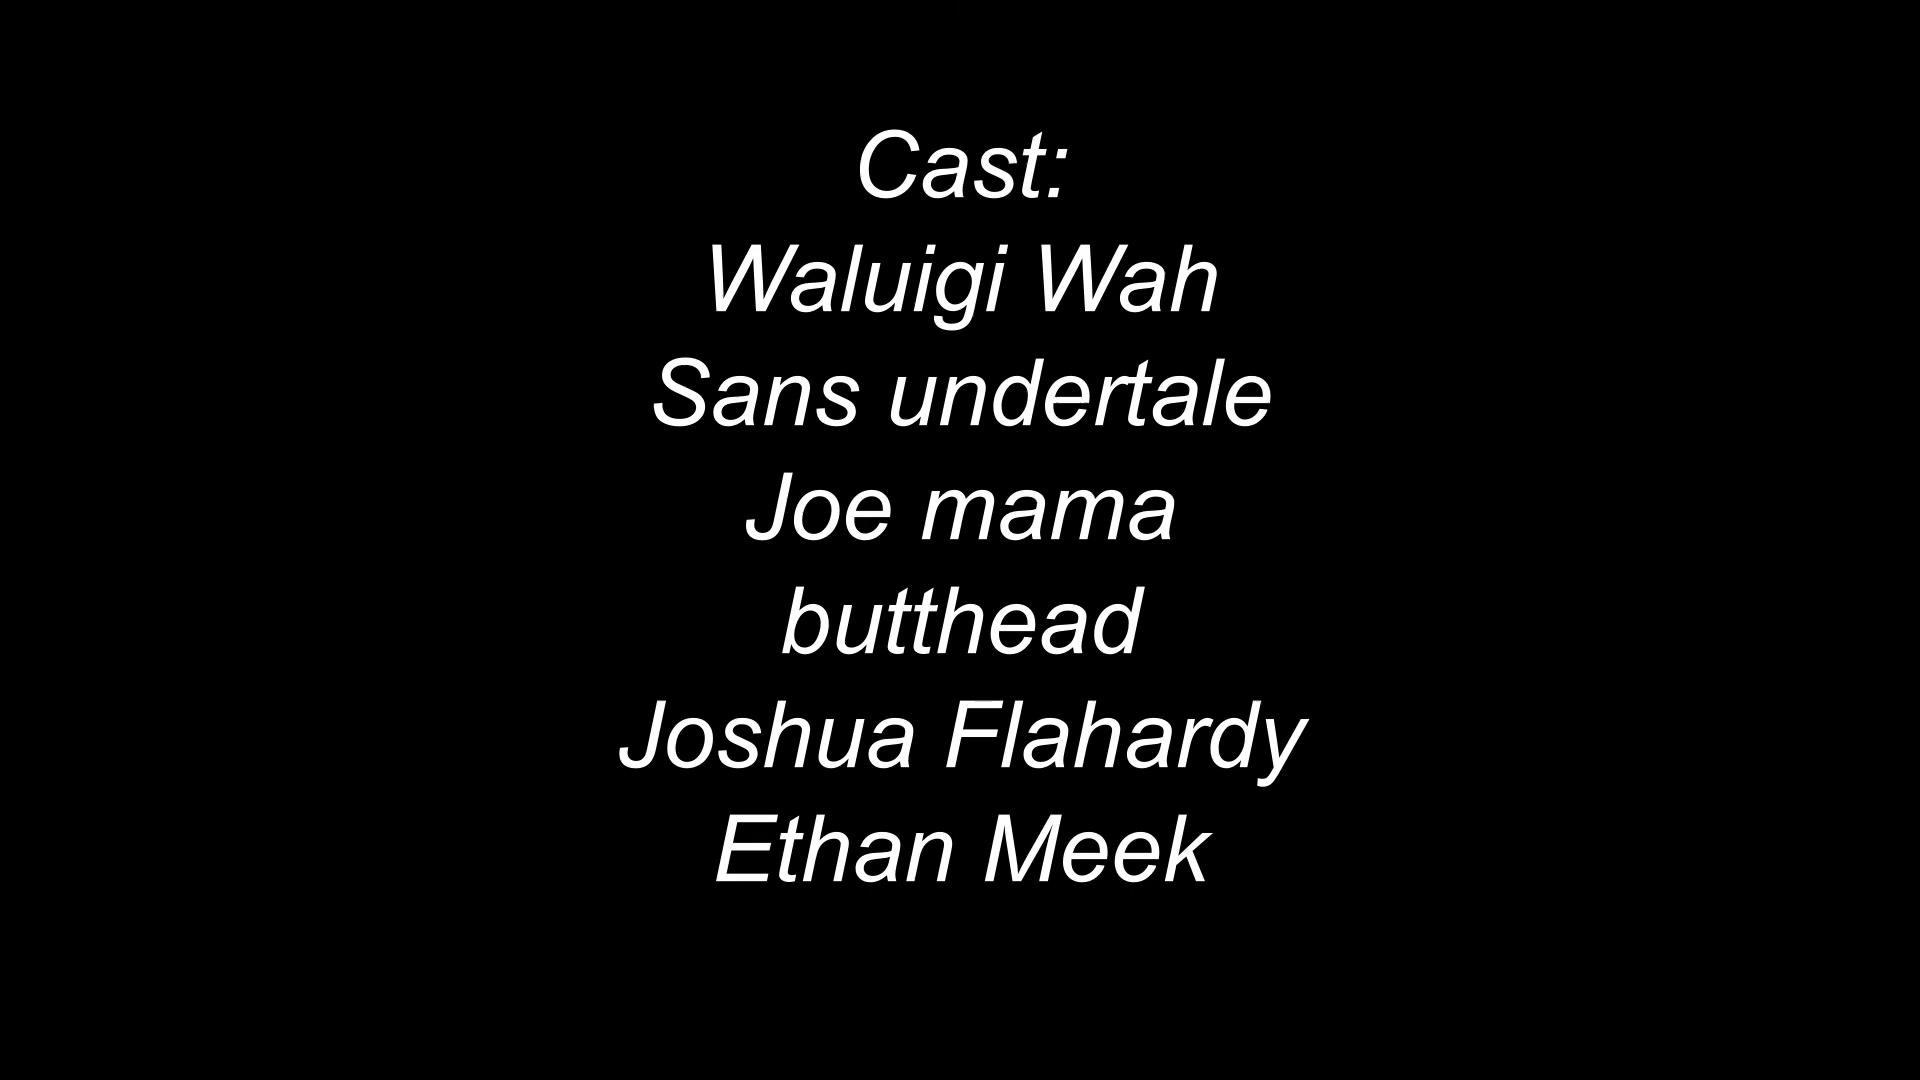 Cast:
Waluigi Wah
Sans undertale
Joe mama
butthead
Joshua Flahardy
Ethan Meek